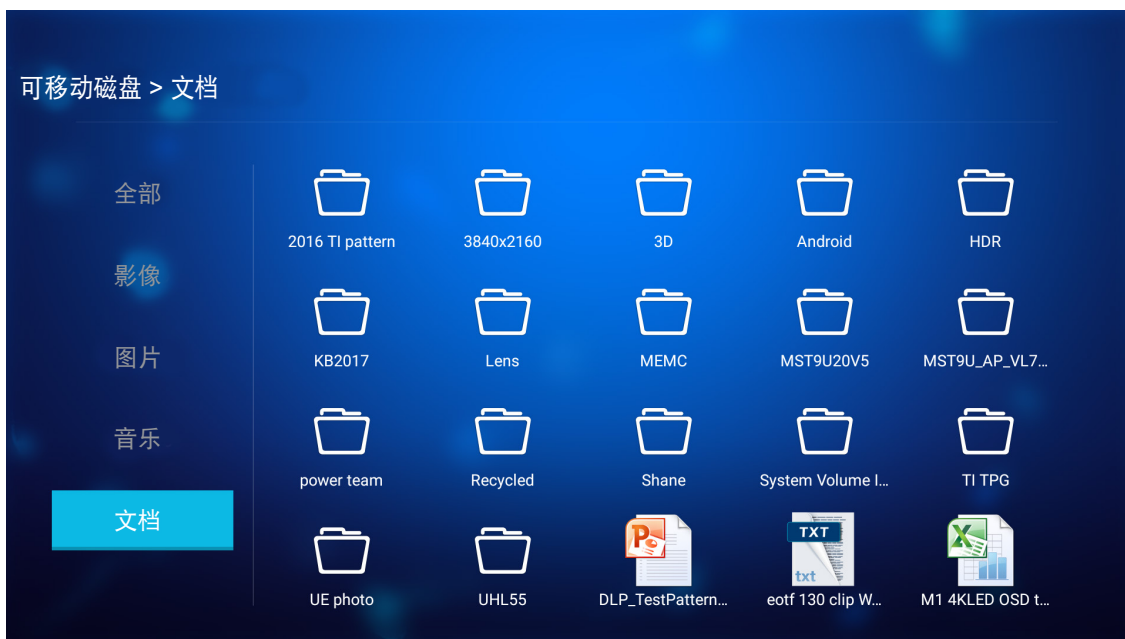 可移动磁盘 > 文档
全部
影像
图片
音乐
文档
2016 TI pattern
3840x2160
3D
Android
HDR
KB2017
Lens
MEMC
MST9U20V5
MST9U_AP_VL7...
power team
Recycled
Shane
System Volume I...
TI TPG
UE photo
UHL55
DLP_TestPattern...
TXT
txt
eotf 130 clip W...
M1 4KLED OSD t...